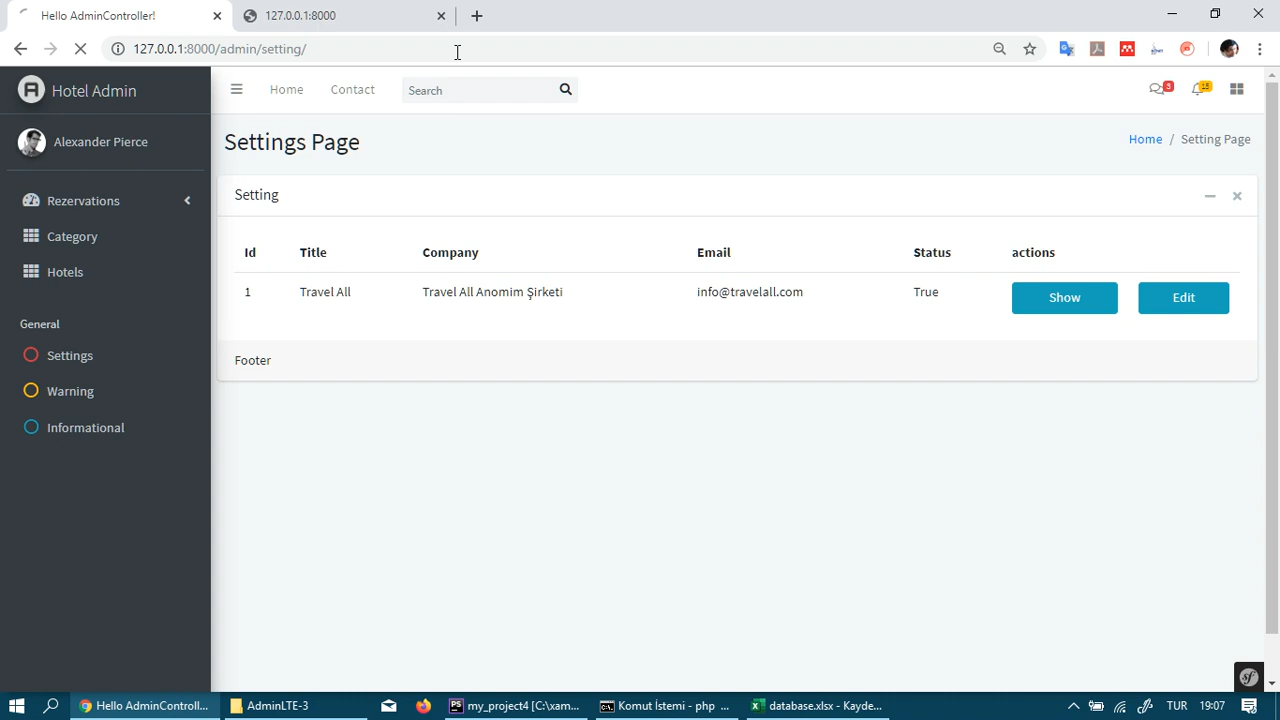 Hello AdminController!
127.0.0.1:8000
127.0.0.1:8000/admin/setting/
Hotel Admin
Home
Contact
Search
3
15
Alexander Pierce
Settings Page
Home / Setting Page
Rezervations
Category
Hotels
General
Settings
Warning
Informational
Setting
Id Title Company Email Status actions
1 Travel All Travel All Anomim Şirketi info@travelall.com True Show Edit
Footer
Hello AdminControll...
AdminLTE-3
my_project4 [C:\xam...
Komut İstemi - php ...
database.xlsx - Kayde...
TUR
19:07